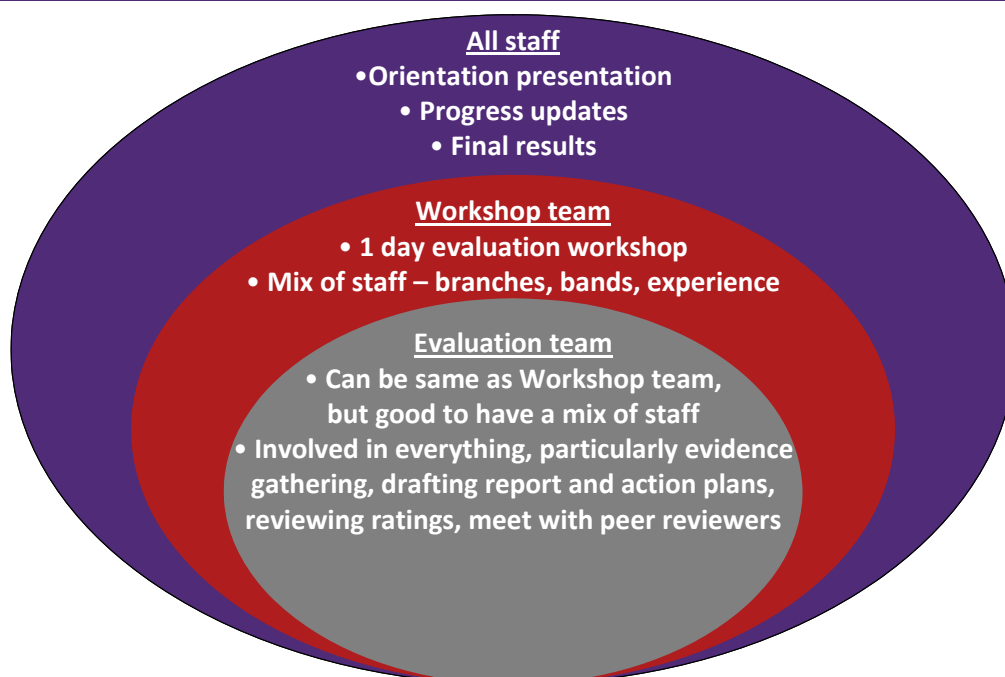 All staff
•Orientation presentation
• Progress updates
• Final results
Workshop team
• 1 day evaluation workshop
• Mix of staff – branches, bands, experience
Evaluation team
• Can be same as Workshop team,
but good to have a mix of staff
• Involved in everything, particularly evidence
gathering, drafting report and action plans,
reviewing ratings, meet with peer reviewers